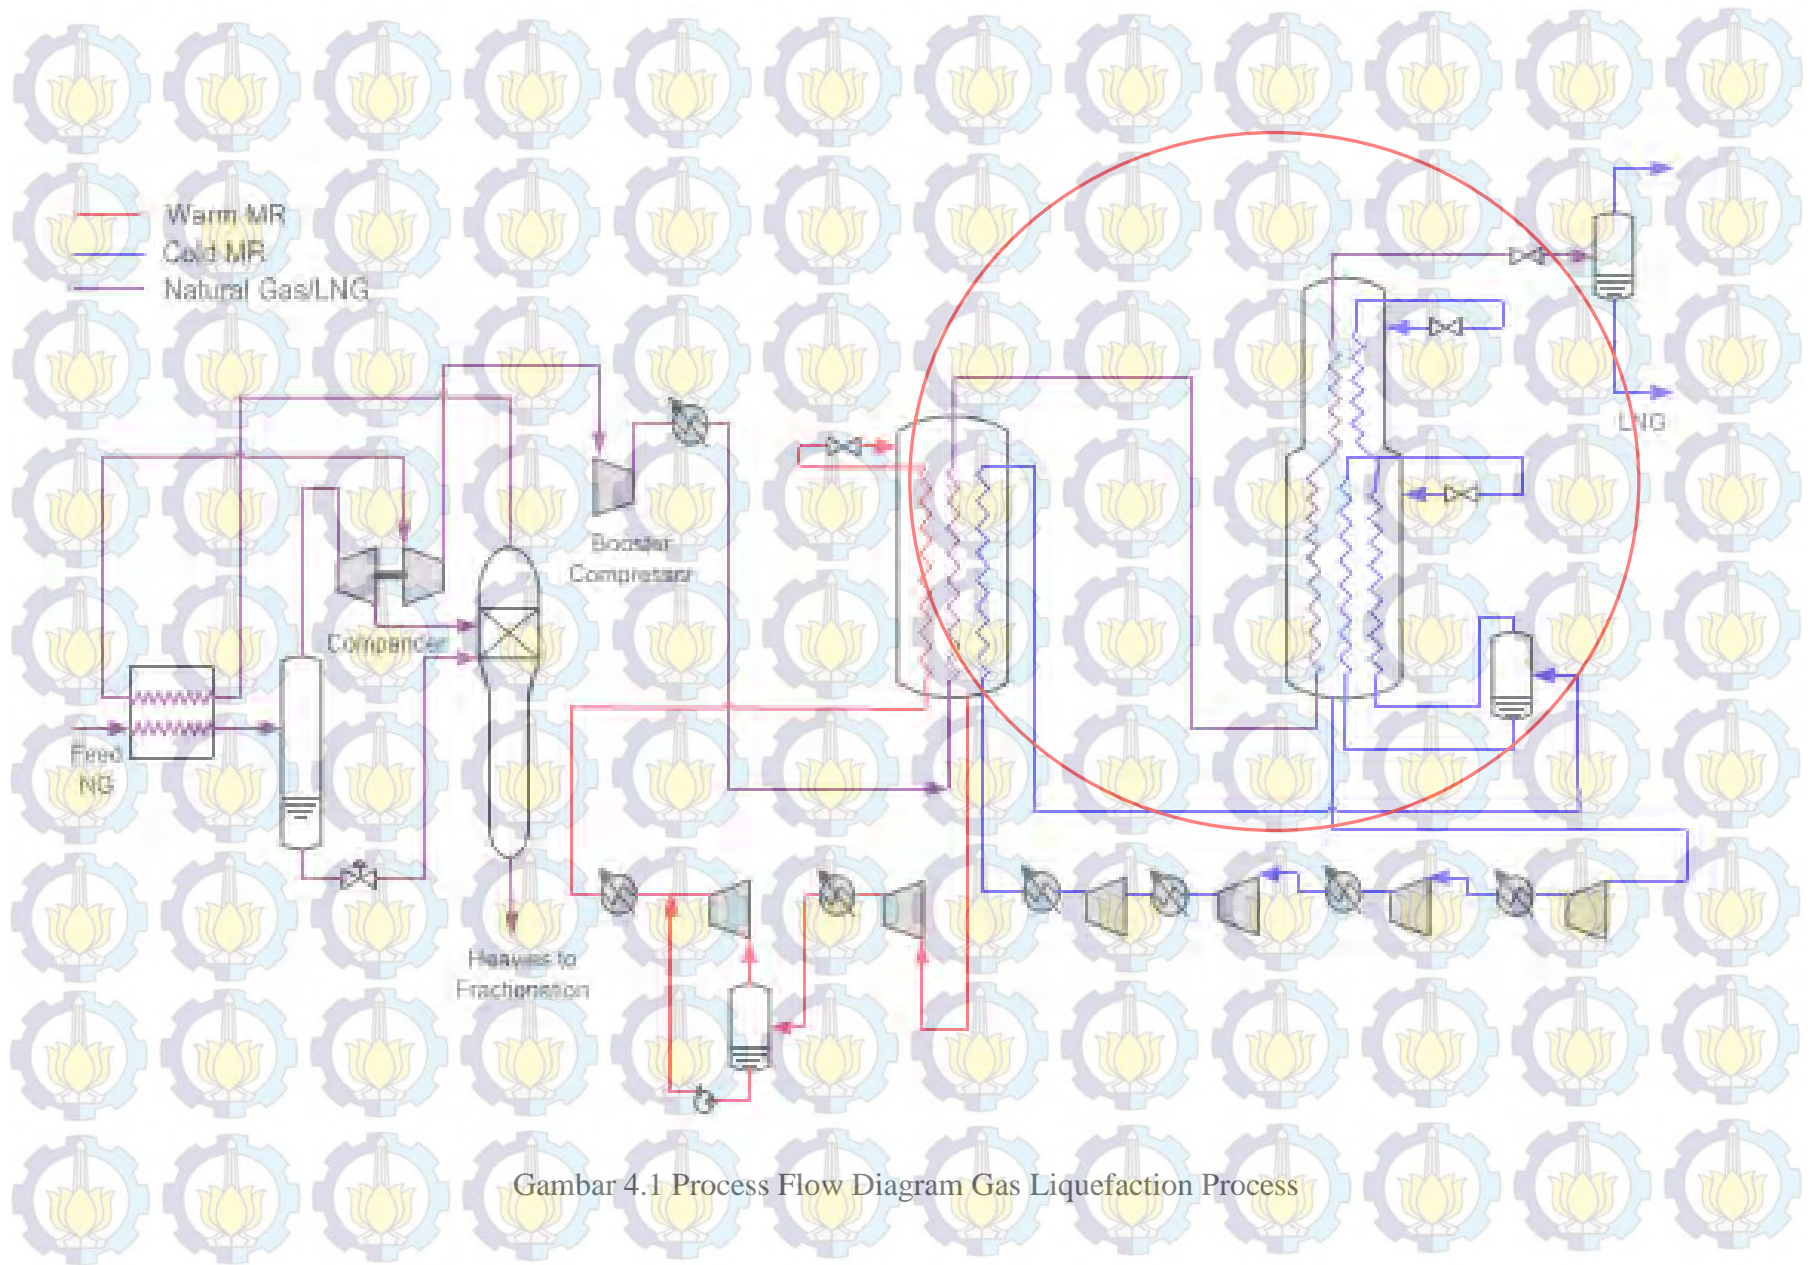 Warm MR
Cold MR
Natural Gas/LNG
LNG
Booster
Compressor
Compander
Feed
NG
Heavies to
Fractionation
Gambar 4.1 Process Flow Diagram Gas Liquefaction Process